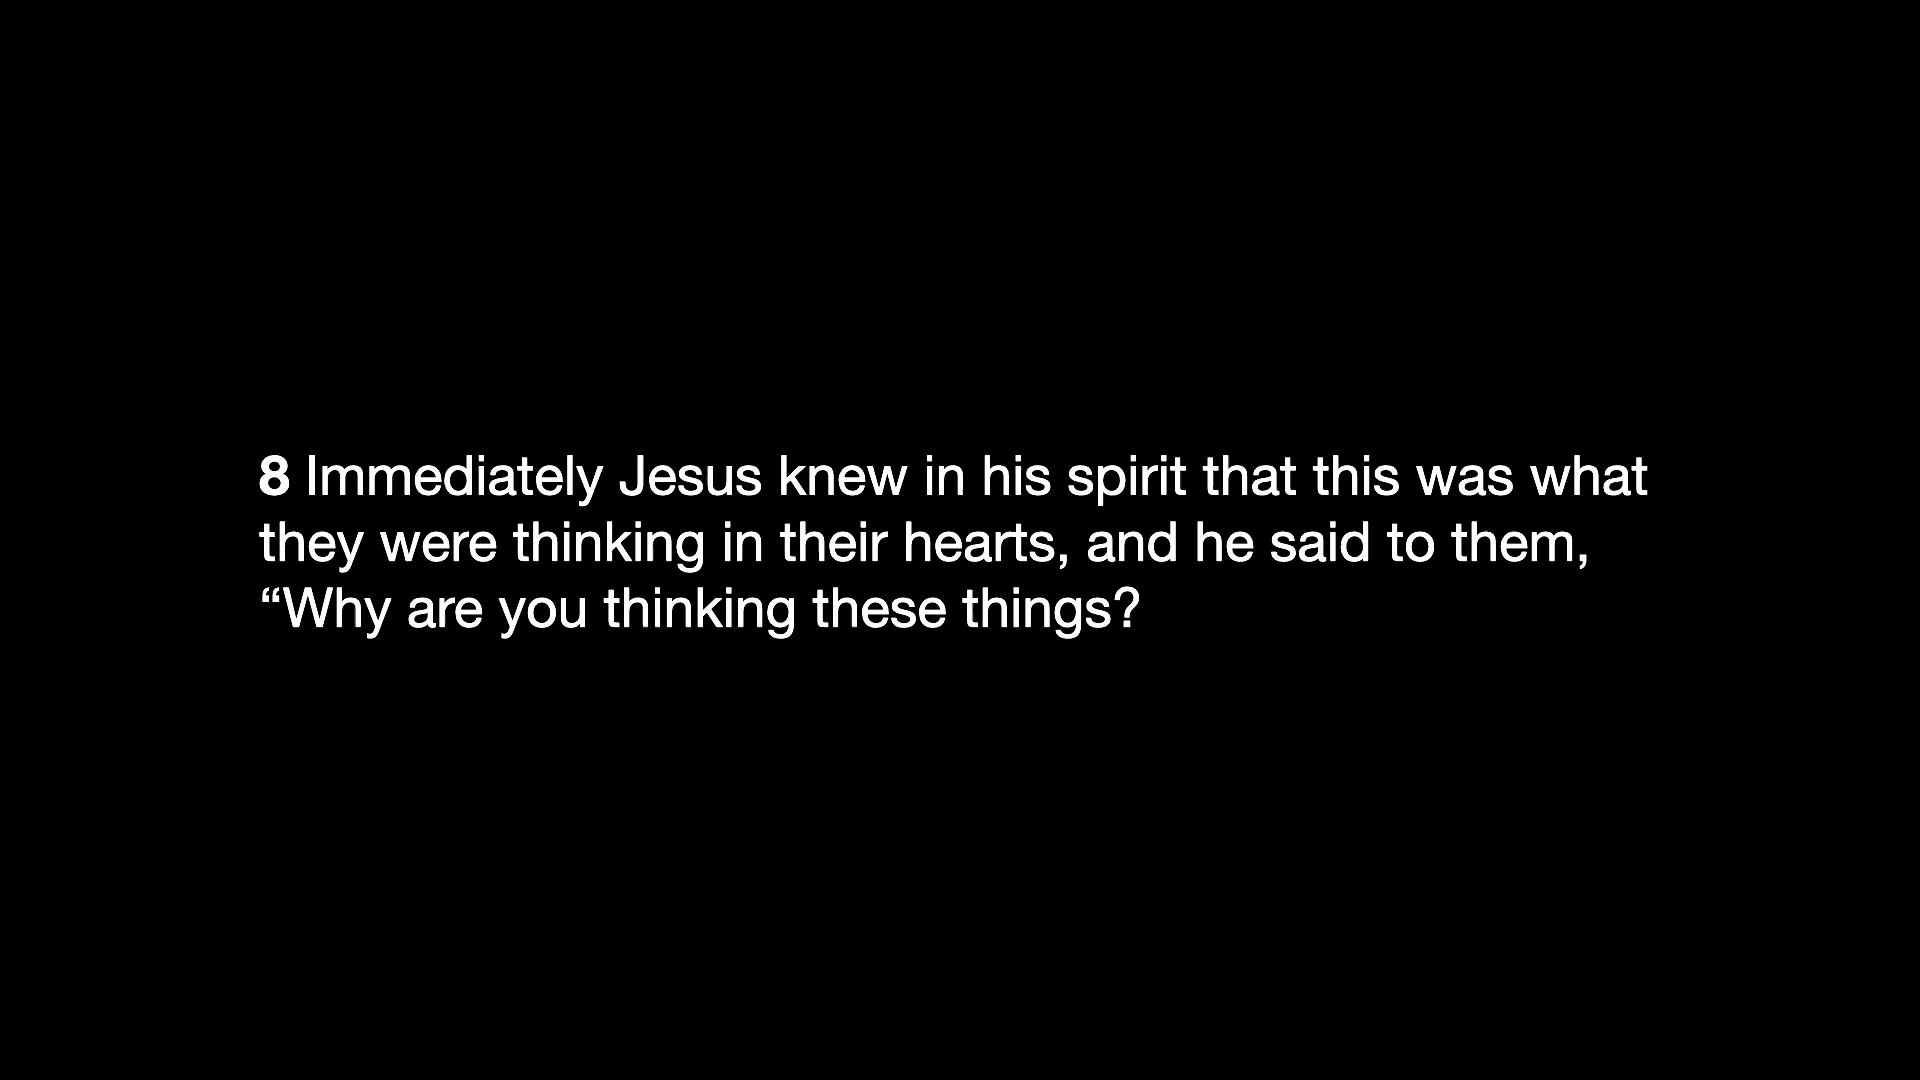 8 Immediately Jesus knew in his spirit that this was what
they were thinking in their hearts, and he said to them,
“Why are you thinking these things?